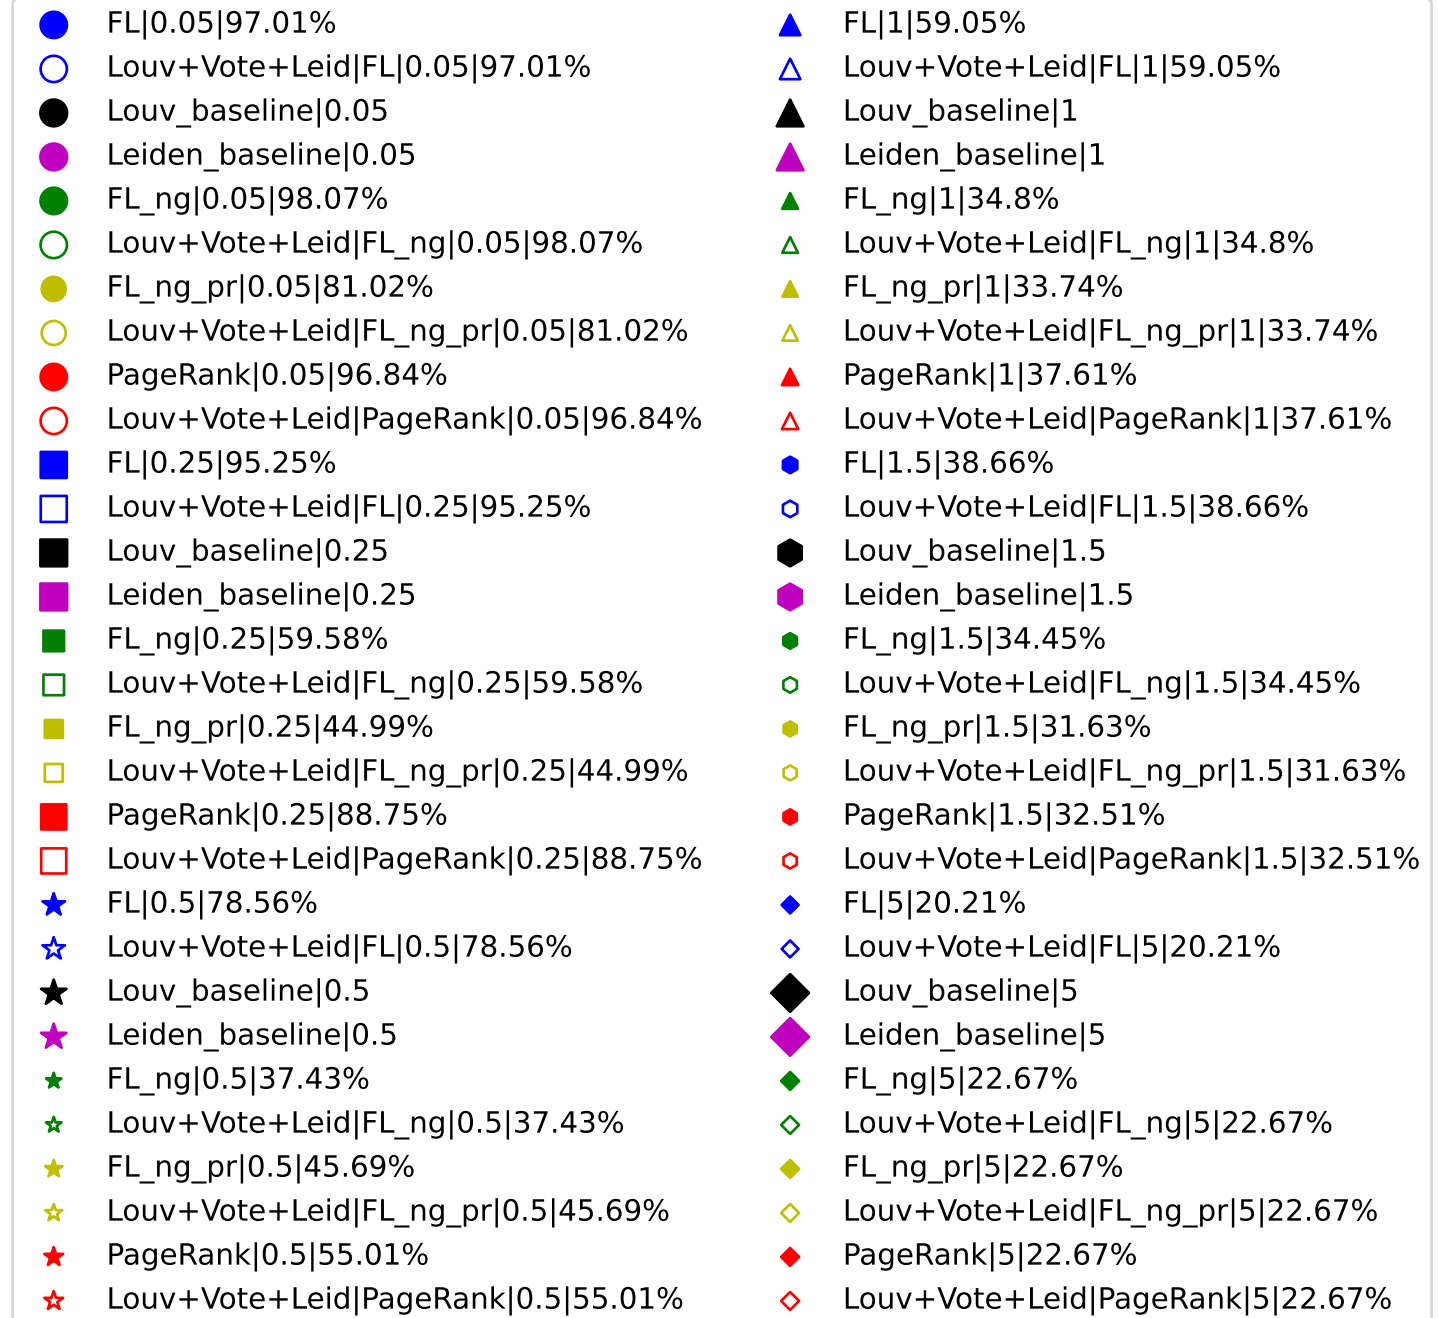 FL|0.05|97.01%
Louv+Vote+Leid|FL|0.05|97.01%
Louv_baseline|0.05
Leiden_baseline|0.05
FL_ng|0.05|98.07%
Louv+Vote+Leid|FL_ng|0.05|98.07%
FL_ng_pr|0.05|81.02%
Louv+Vote+Leid|FL_ng_pr|0.05|81.02%
PageRank|0.05|96.84%
Louv+Vote+Leid|PageRank|0.05|96.84%
FL|0.25|95.25%
Louv+Vote+Leid|FL|0.25|95.25%
Louv_baseline|0.25
Leiden_baseline|0.25
FL_ng|0.25|59.58%
Louv+Vote+Leid|FL_ng|0.25|59.58%
FL_ng_pr|0.25|44.99%
Louv+Vote+Leid|FL_ng_pr|0.25|44.99%
PageRank|0.25|88.75%
Louv+Vote+Leid|PageRank|0.25|88.75%
FL|0.5|78.56%
Louv+Vote+Leid|FL|0.5|78.56%
Louv_baseline|0.5
Leiden_baseline|0.5
FL_ng|0.5|37.43%
Louv+Vote+Leid|FL_ng|0.5|37.43%
FL_ng_pr|0.5|45.69%
Louv+Vote+Leid|FL_ng_pr|0.5|45.69%
PageRank|0.5|55.01%
Louv+Vote+Leid|PageRank|0.5|55.01%
FL|1|59.05%
Louv+Vote+Leid|FL|1|59.05%
Louv_baseline|1
Leiden_baseline|1
FL_ng|1|34.8%
Louv+Vote+Leid|FL_ng|1|34.8%
FL_ng_pr|1|33.74%
Louv+Vote+Leid|FL_ng_pr|1|33.74%
PageRank|1|37.61%
Louv+Vote+Leid|PageRank|1|37.61%
FL|1.5|38.66%
Louv+Vote+Leid|FL|1.5|38.66%
Louv_baseline|1.5
Leiden_baseline|1.5
FL_ng|1.5|34.45%
Louv+Vote+Leid|FL_ng|1.5|34.45%
FL_ng_pr|1.5|31.63%
Louv+Vote+Leid|FL_ng_pr|1.5|31.63%
PageRank|1.5|32.51%
Louv+Vote+Leid|PageRank|1.5|32.51%
FL|5|20.21%
Louv+Vote+Leid|FL|5|20.21%
Louv_baseline|5
Leiden_baseline|5
FL_ng|5|22.67%
Louv+Vote+Leid|FL_ng|5|22.67%
FL_ng_pr|5|22.67%
Louv+Vote+Leid|FL_ng_pr|5|22.67%
PageRank|5|22.67%
Louv+Vote+Leid|PageRank|5|22.67%